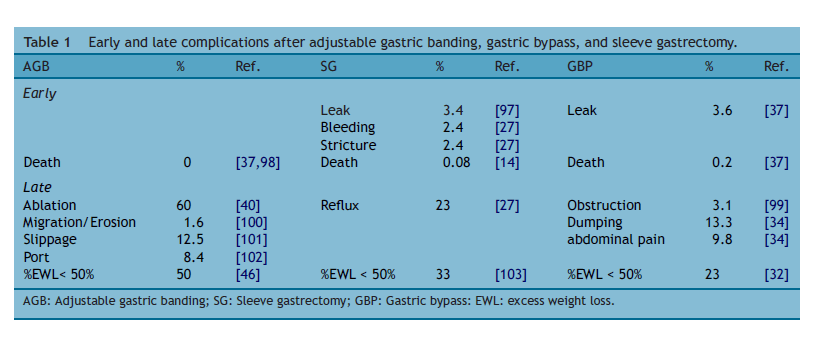 Table 1 Early and late complications after adjustable gastric banding, gastric bypass, and sleeve gastrectomy.
AGB % Ref. SG % Ref. GBP % Ref.
Early
Leak 3.4 [97] Leak 3.6 [37]
Bleeding 2.4 [27]
Stricture 2.4 [27]
Death 0 [37,98] Death 0.08 [14] Death 0.2 [37]
Late
Ablation 60 [40] Reflux 23 [27] Obstruction 3.1 [99]
Migration/Erosion 1.6 [100] Dumping 13.3 [34]
Slippage 12.5 [101] abdominal pain 9.8 [34]
Port 8.4 [102]
%EWL< 50% 50 [46] %EWL < 50% 33 [103] %EWL < 50% 23 [32]
AGB: Adjustable gastric banding; SG: Sleeve gastrectomy; GBP: Gastric bypass: EWL: excess weight loss.